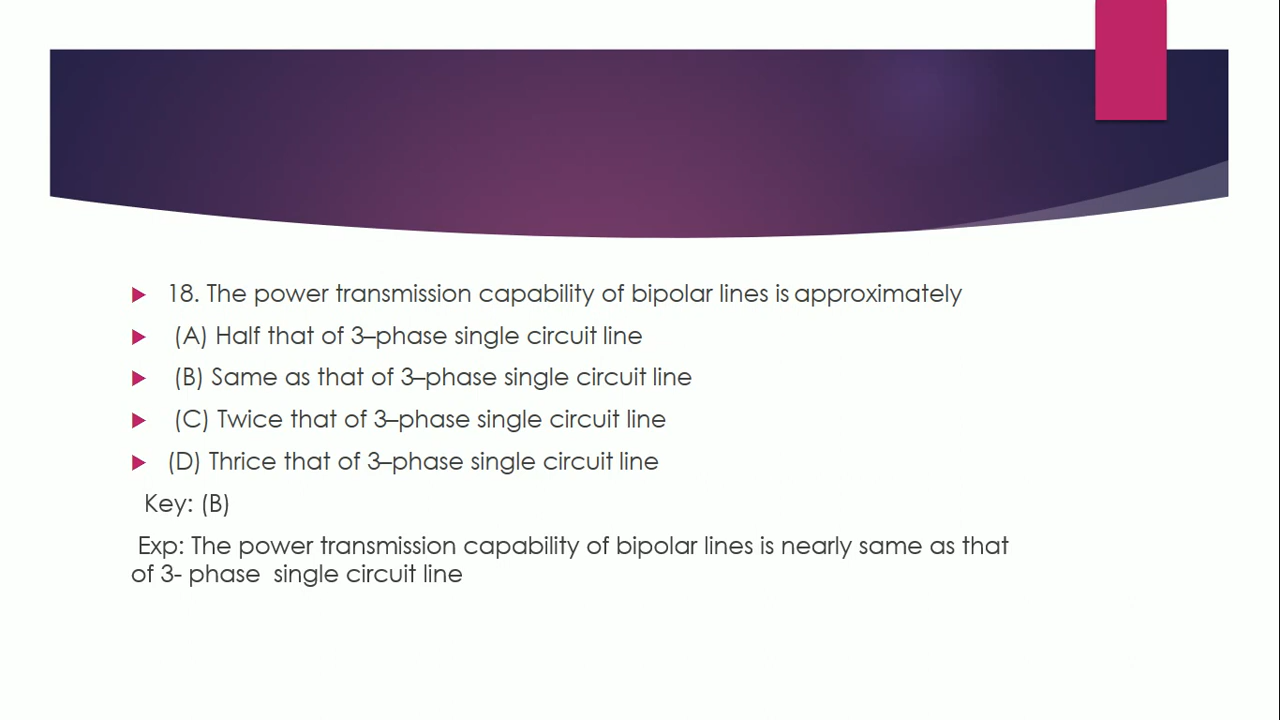 18. The power transmission capability of bipolar lines is approximately
(A) Half that of 3–phase single circuit line
(B) Same as that of 3–phase single circuit line
(C) Twice that of 3–phase single circuit line
(D) Thrice that of 3–phase single circuit line
Key: (B)
Exp: The power transmission capability of bipolar lines is nearly same as that
of 3- phase single circuit line